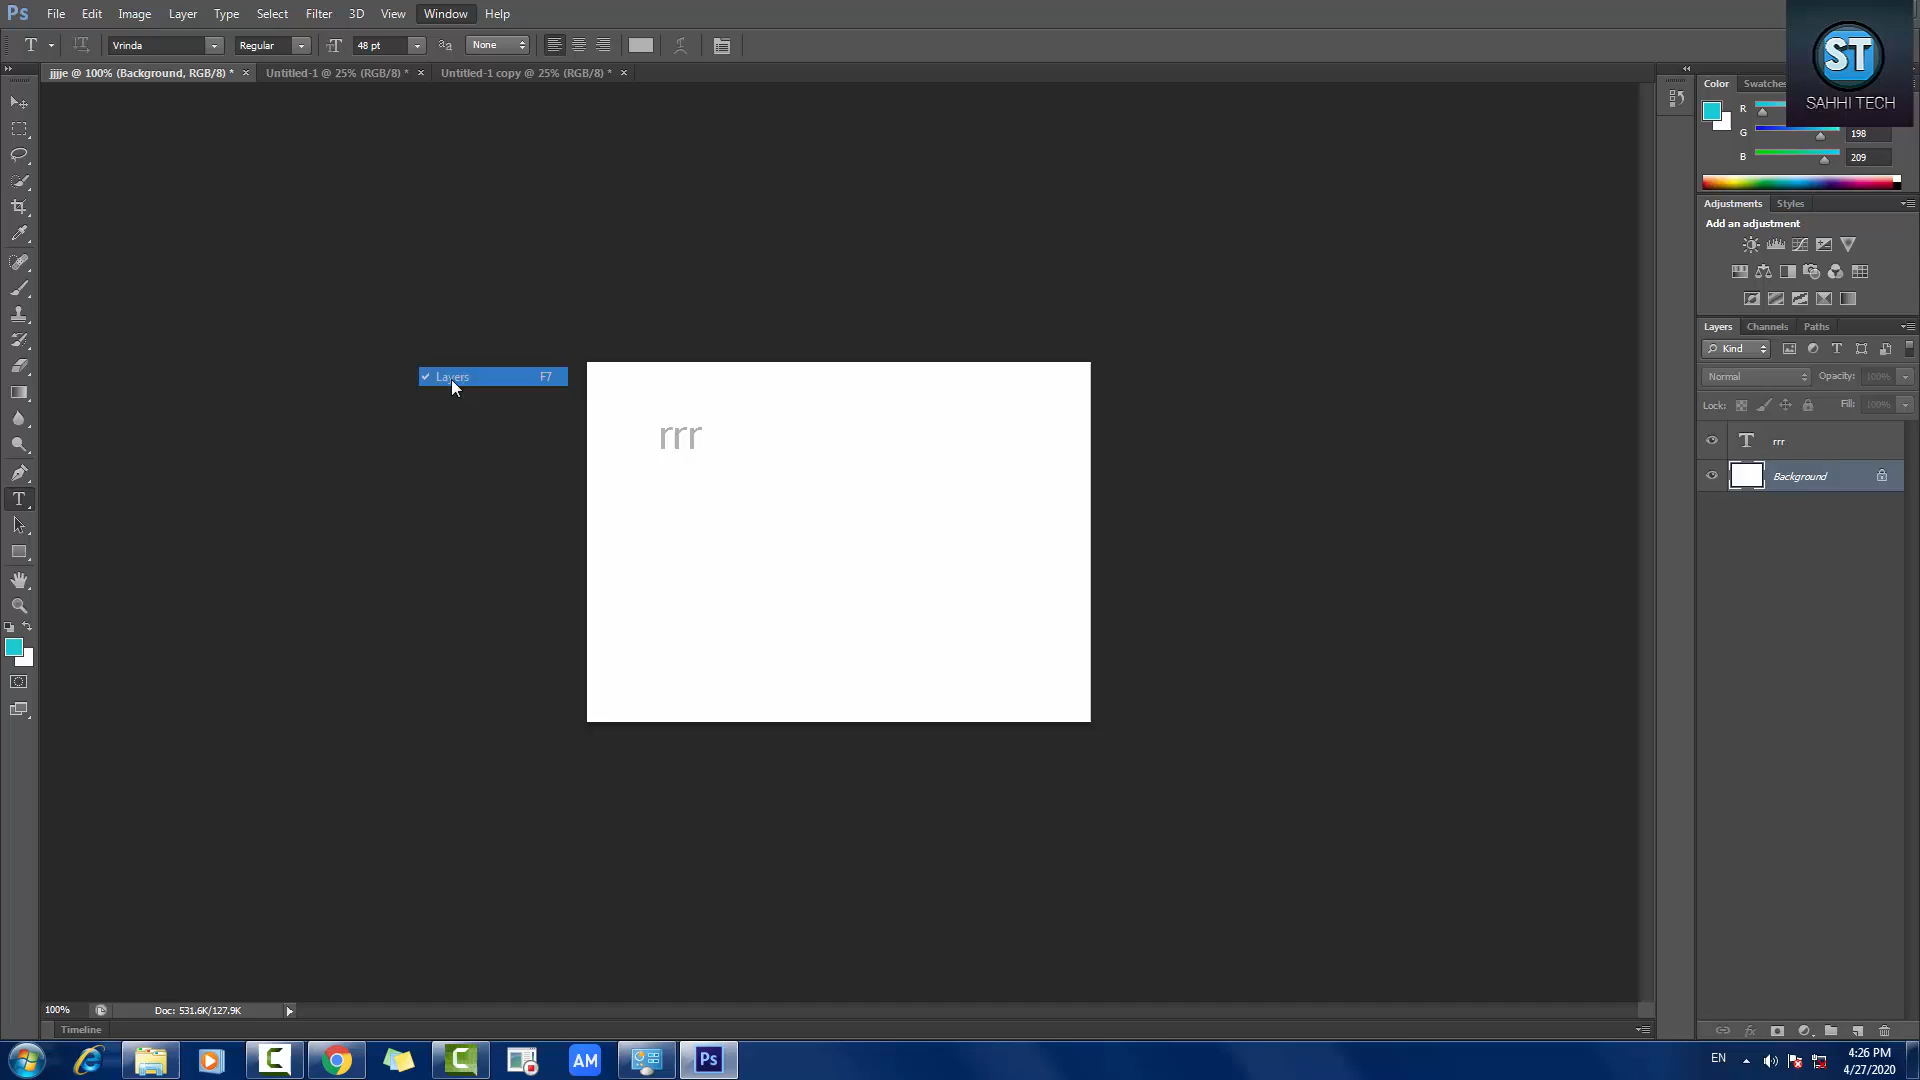 Ps File Edit Image Layer Type Select Filter 3D View Window Help
T Vrinda Regular 48 pt None
jjjje @ 100% (Background, RGB/8) * Untitled-1 @ 25% (RGB/8) * Untitled-1 copy @ 25% (RGB/8) *
ST
SAHHI TECH
Color Swatches
R
G 198
B 209
Adjustments Styles
Add an adjustment
Layers Channels Paths
Kind
Normal Opacity: 100%
Lock: Fill: 100%
T rrr
Background
Layers F7
rrr
100% Doc: 531.6K/127.9K
Timeline
AM Ps EN 4:26 PM
4/27/2020